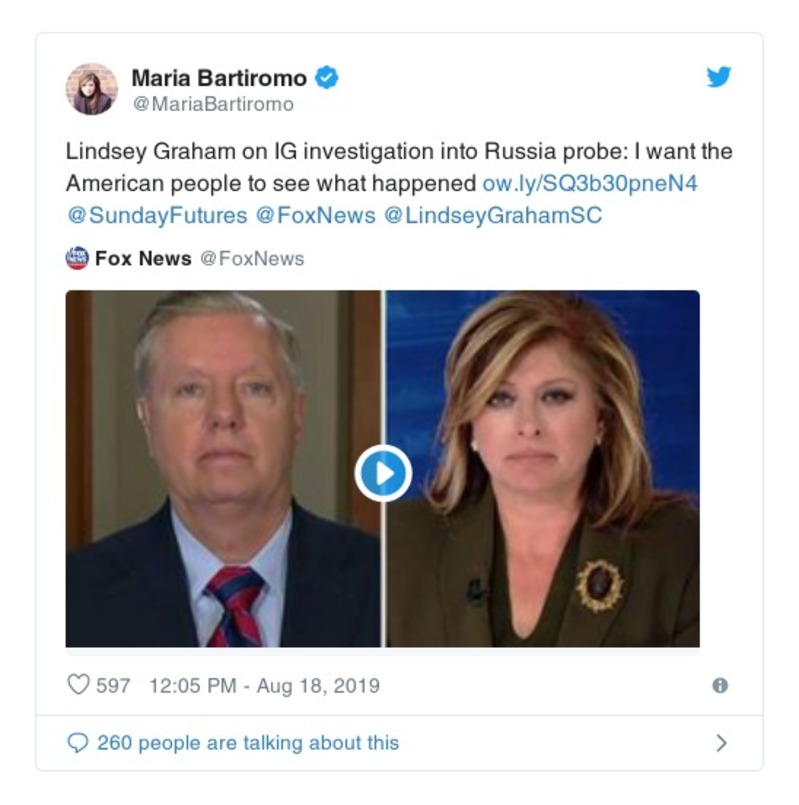 Maria Bartiromo
@MariaBartiromo
Lindsey Graham on IG investigation into Russia probe: I want the
American people to see what happened ow.ly/SQ3b30pneN4
@SundayFutures @FoxNews @LindseyGrahamSC
Fox News @FoxNews
597 12:05 PM - Aug 18, 2019
260 people are talking about this